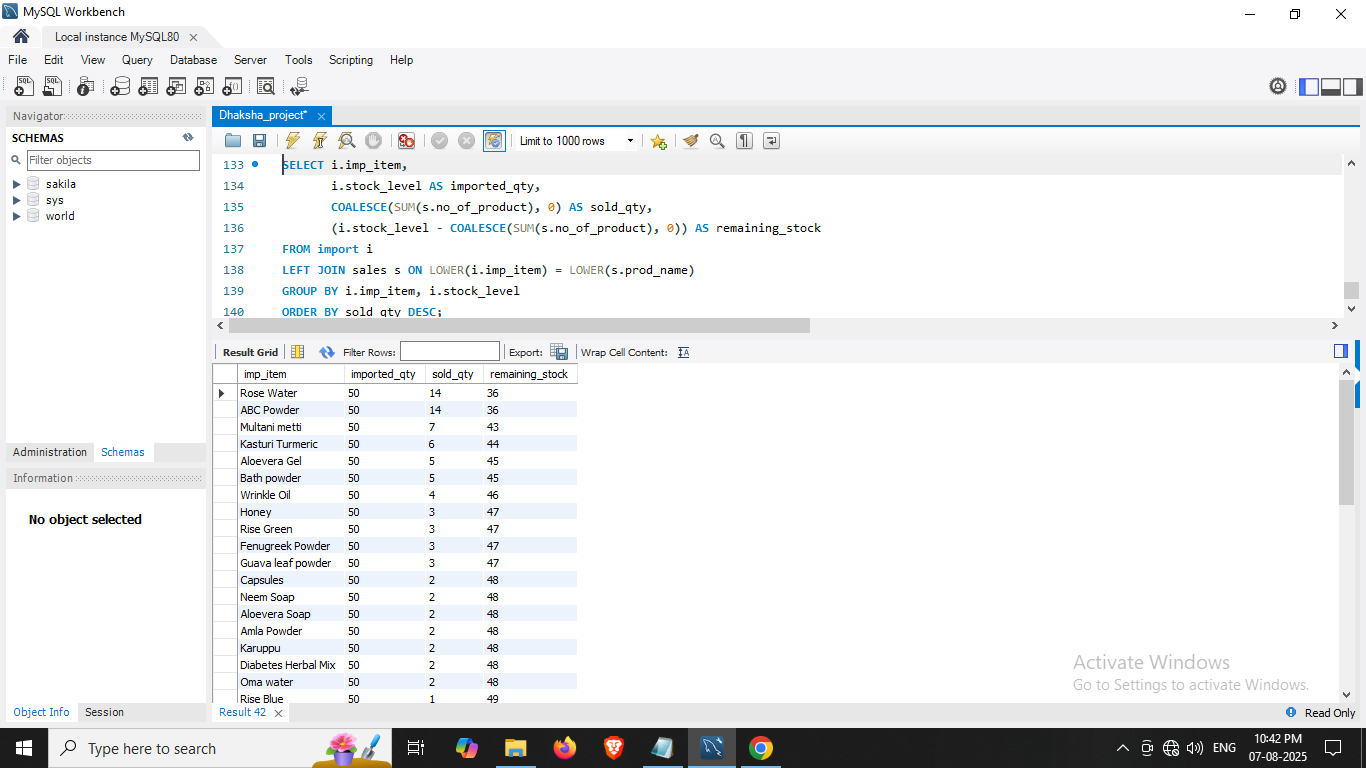 MySQL Workbench
Local instance MySQL80
File Edit View Query Database Server Tools Scripting Help
Navigator
SCHEMAS
Filter objects
sakila
sys
world
Administration Schemas
Information
No object selected
Object Info Session
Dhaksha_project*
Limit to 1000 rows
133 SELECT i.imp_item,
134 i.stock_level AS imported_qty,
135 COALESCE(SUM(s.no_of_product), 0) AS sold_qty,
136 (i.stock_level - COALESCE(SUM(s.no_of_product), 0)) AS remaining_stock
137 FROM import i
138 LEFT JOIN sales s ON LOWER(i.imp_item) = LOWER(s.prod_name)
139 GROUP BY i.imp_item, i.stock_level
140 ORDER BY sold_qty DESC;
Result Grid Filter Rows: Export: Wrap Cell Content:
imp_item imported_qty sold_qty remaining_stock
Rose Water 50 14 36
ABC Powder 50 14 36
Multani metti 50 7 43
Kasturi Turmeric 50 6 44
Aloevera Gel 50 5 45
Bath powder 50 5 45
Wrinkle Oil 50 4 46
Honey 50 3 47
Rise Green 50 3 47
Fenugreek Powder 50 3 47
Guava leaf powder 50 3 47
Capsules 50 2 48
Neem Soap 50 2 48
Aloevera Soap 50 2 48
Amla Powder 50 2 48
Karuppu 50 2 48
Diabetes Herbal Mix 50 2 48
Oma water 50 2 48
Rise Blue 50 1 49
Activate Windows
Go to Settings to activate Windows.
Result 42
Read Only
Type here to search
ENG
10:42 PM
07-08-2025